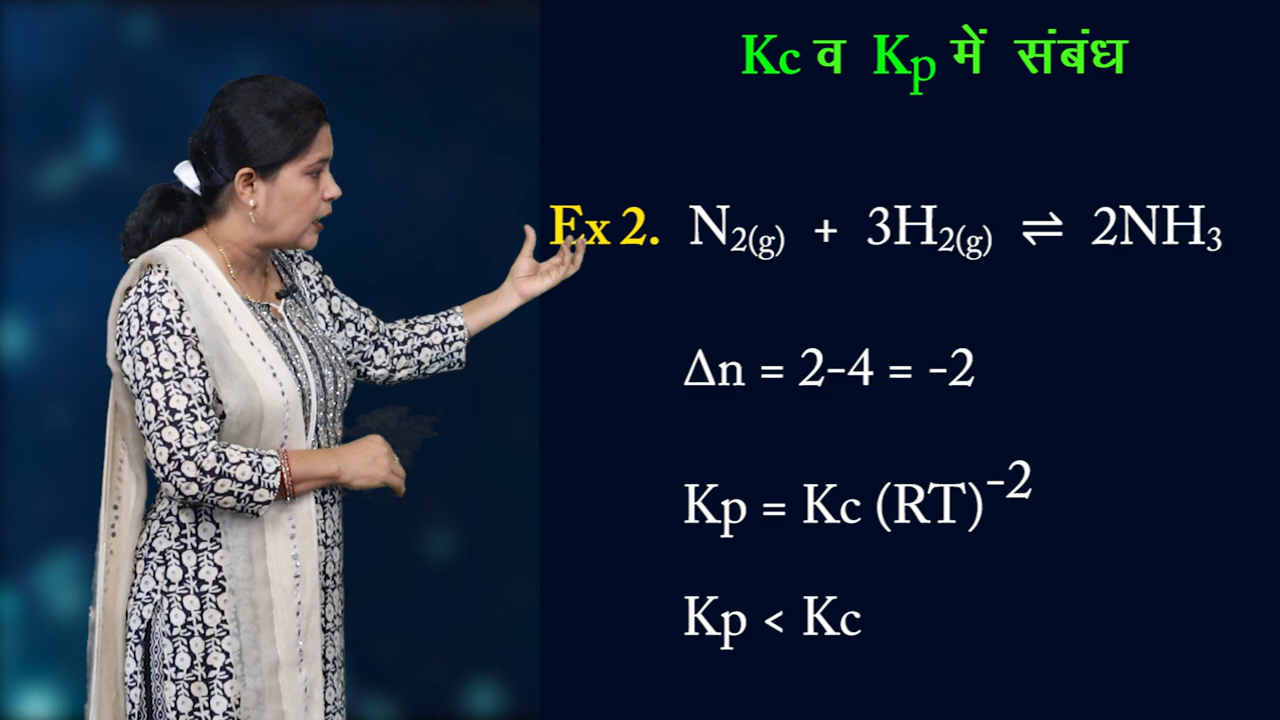 Kc व Kp में संबंध
Ex 2. N₂(g) + 3H₂(g) ⇌ 2NH₃
Δn = 2-4 = -2
Kp = Kc (RT)⁻²
Kp < Kc